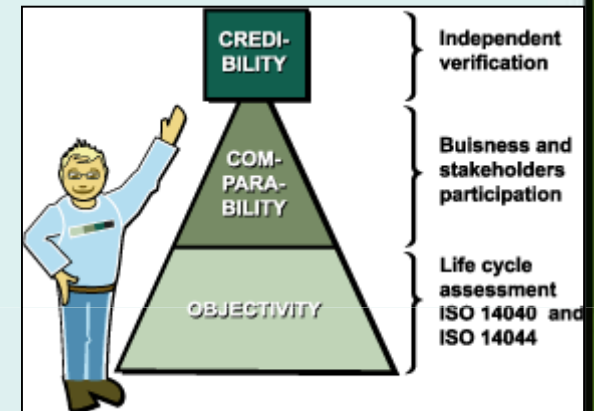 CREDI-
BILITY
Independent
verification
COM-
PARA-
BILITY
Buisness and
stakeholders
participation
OBJECTIVITY
Life cycle
assessment
ISO 14040 and
ISO 14044